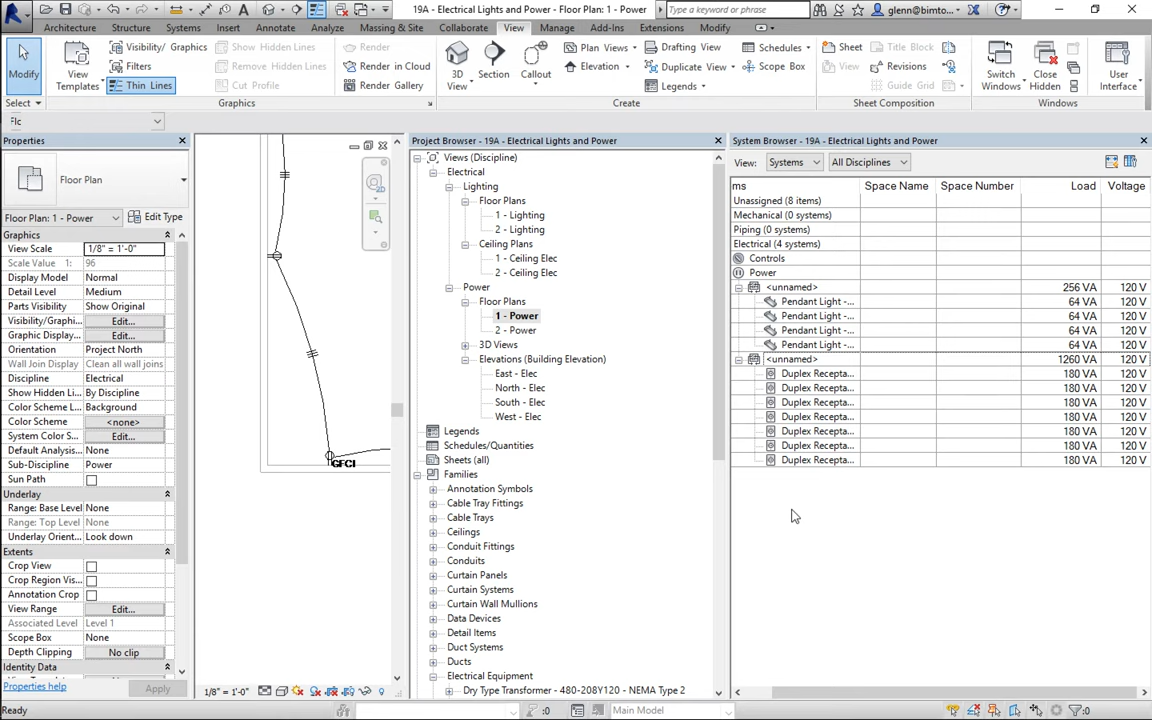 19A - Electrical Lights and Power - Floor Plan: 1 - Power
Type a keyword or phrase
glenn@bimto...
Architecture Structure Systems Insert Annotate Analyze Massing & Site Collaborate View Manage Add-Ins Extensions Modify
Modify
View Templates
Visibility/ Graphics
Filters
Thin Lines
Show Hidden Lines
Remove Hidden Lines
Cut Profile
Render
Render in Cloud
Render Gallery
3D View
Section
Callout
Plan Views
Elevation
Drafting View
Duplicate View
Legends
Schedules
Scope Box
Sheet
View
Title Block
Revisions
Guide Grid
Switch Windows
Close Hidden
User Interface
Select
Graphics
Create
Sheet Composition
Windows
Flc
Properties
Floor Plan
Floor Plan: 1 - Power
Edit Type
Graphics
View Scale 1/8" = 1'-0"
Scale Value 1: 96
Display Model Normal
Detail Level Medium
Parts Visibility Show Original
Visibility/Graphi... Edit...
Graphic Display... Edit...
Orientation Project North
Wall Join Display Clean all wall joins
Discipline Electrical
Show Hidden Li... By Discipline
Color Scheme L... Background
Color Scheme <none>
System Color S... Edit...
Default Analysi... None
Sub-Discipline Power
Sun Path
Underlay
Range: Base Level None
Range: Top Level None
Underlay Orient... Look down
Extents
Crop View
Crop Region Vis...
Annotation Crop
View Range Edit...
Associated Level Level 1
Scope Box None
Depth Clipping No clip
Identity Data
Properties help
Apply
GFCI
1/8" = 1'-0"
Project Browser - 19A - Electrical Lights and Power
Views (Discipline)
Electrical
Lighting
Floor Plans
1 - Lighting
2 - Lighting
Ceiling Plans
1 - Ceiling Elec
2 - Ceiling Elec
Power
Floor Plans
1 - Power
2 - Power
3D Views
Elevations (Building Elevation)
East - Elec
North - Elec
South - Elec
West - Elec
Legends
Schedules/Quantities
Sheets (all)
Families
Annotation Symbols
Cable Tray Fittings
Cable Trays
Ceilings
Conduit Fittings
Conduits
Curtain Panels
Curtain Systems
Curtain Wall Mullions
Data Devices
Detail Items
Duct Systems
Ducts
Electrical Equipment
Dry Type Transformer - 480-208Y120 - NEMA Type 2
System Browser - 19A - Electrical Lights and Power
View: Systems All Disciplines
ms Space Name Space Number Load Voltage
Unassigned (8 items)
Mechanical (0 systems)
Piping (0 systems)
Electrical (4 systems)
Controls
Power
<unnamed> 256 VA 120 V
Pendant Light -... 64 VA 120 V
Pendant Light -... 64 VA 120 V
Pendant Light -... 64 VA 120 V
Pendant Light -... 64 VA 120 V
<unnamed> 1260 VA 120 V
Duplex Recepta... 180 VA 120 V
Duplex Recepta... 180 VA 120 V
Duplex Recepta... 180 VA 120 V
Duplex Recepta... 180 VA 120 V
Duplex Recepta... 180 VA 120 V
Duplex Recepta... 180 VA 120 V
Duplex Recepta... 180 VA 120 V
Ready
:0
Main Model
:0